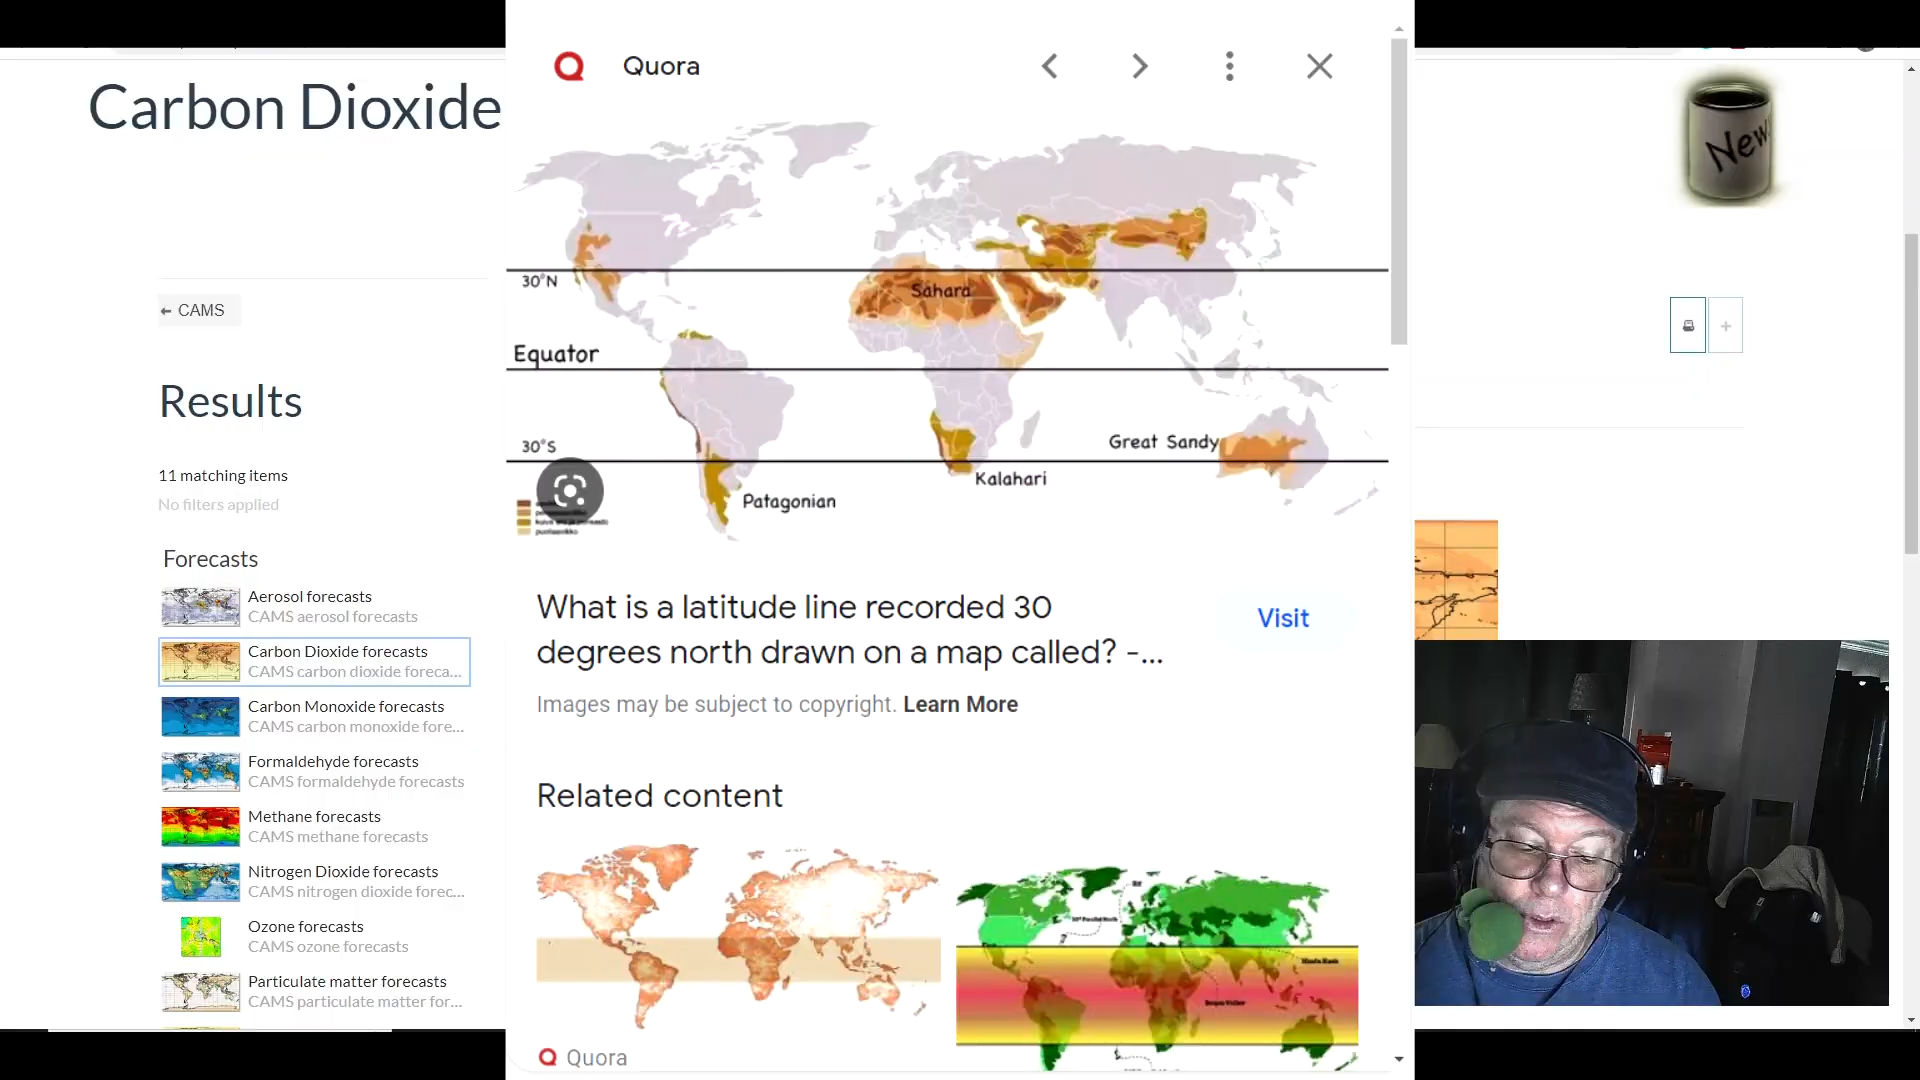 Carbon Dioxide
← CAMS
Results
11 matching items
No filters applied
Forecasts
Aerosol forecasts
CAMS aerosol forecasts
Carbon Dioxide forecasts
CAMS carbon dioxide foreca...
Carbon Monoxide forecasts
CAMS carbon monoxide fore...
Formaldehyde forecasts
CAMS formaldehyde forecasts
Methane forecasts
CAMS methane forecasts
Nitrogen Dioxide forecasts
CAMS nitrogen dioxide forec...
Ozone forecasts
CAMS ozone forecasts
Particulate matter forecasts
CAMS particulate matter for...
Quora
30°N
Sahara
Equator
30°S
Great Sandy
Kalahari
Patagonian
What is a latitude line recorded 30
degrees north drawn on a map called? -...
Visit
Images may be subject to copyright. Learn More
Related content
Quora
New